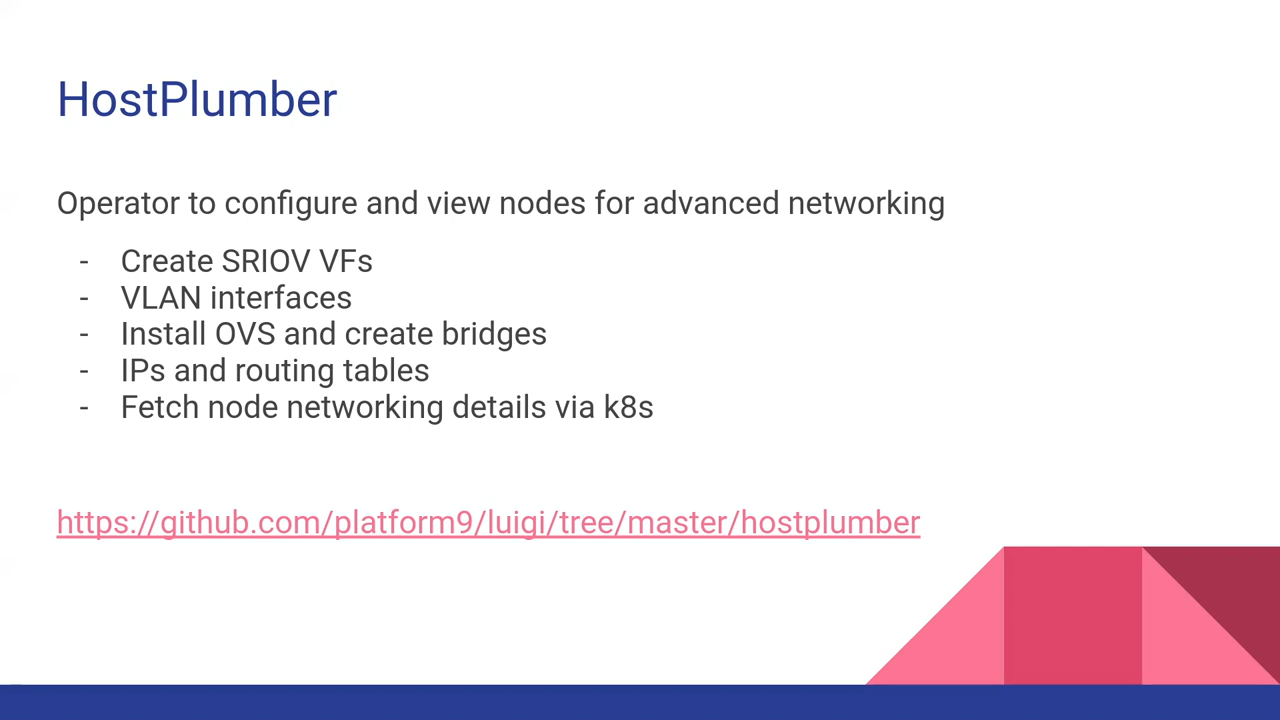 HostPlumber
Operator to configure and view nodes for advanced networking
- Create SRIOV VFs
- VLAN interfaces
- Install OVS and create bridges
- IPs and routing tables
- Fetch node networking details via k8s
https://github.com/platform9/luigi/tree/master/hostplumber